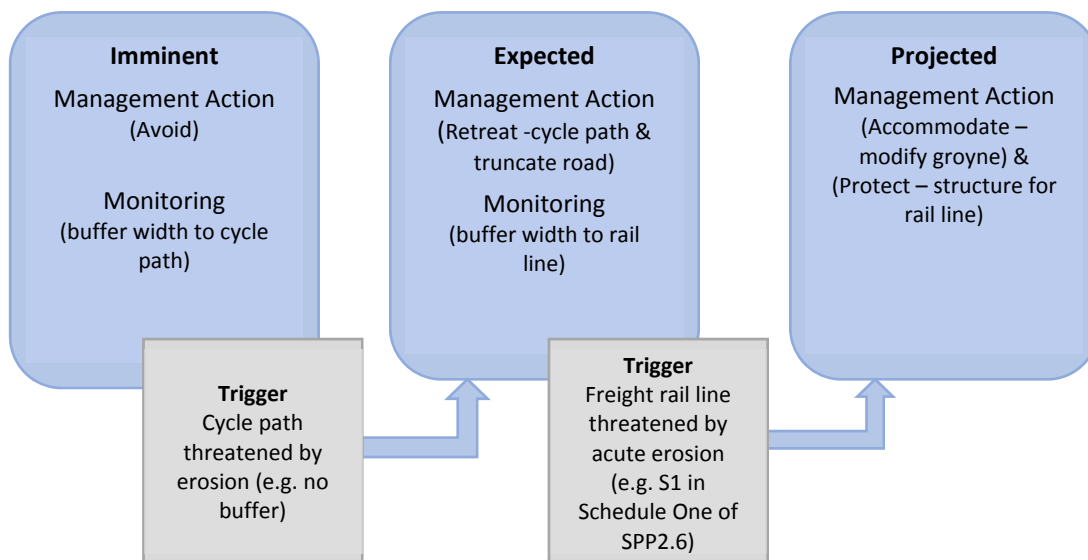 Imminent
Management Action
(Avoid)
Monitoring
(buffer width to cycle
path)
Trigger
Cycle path
threatened by
erosion (e.g. no
buffer)
Expected
Management Action
(Retreat -cycle path &
truncate road)
Monitoring
(buffer width to rail
line)
Trigger
Freight rail line
threatened by
acute erosion
(e.g. S1 in
Schedule One of
SPP2.6)
Projected
Management Action
(Accommodate –
modify groyne) &
(Protect – structure for
rail line)